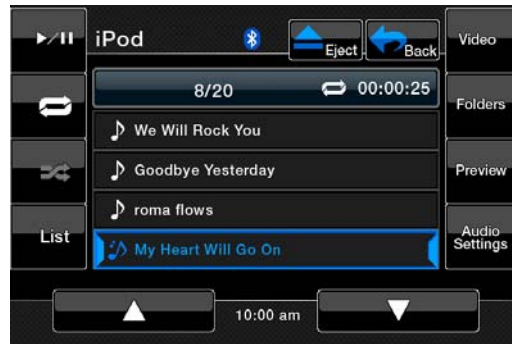 iPod
Eject
Back
Video
8/20
00:00:25
Folders
We Will Rock You
Goodbye Yesterday
Preview
roma flows
List
My Heart Will Go On
Audio
Settings
10:00 am